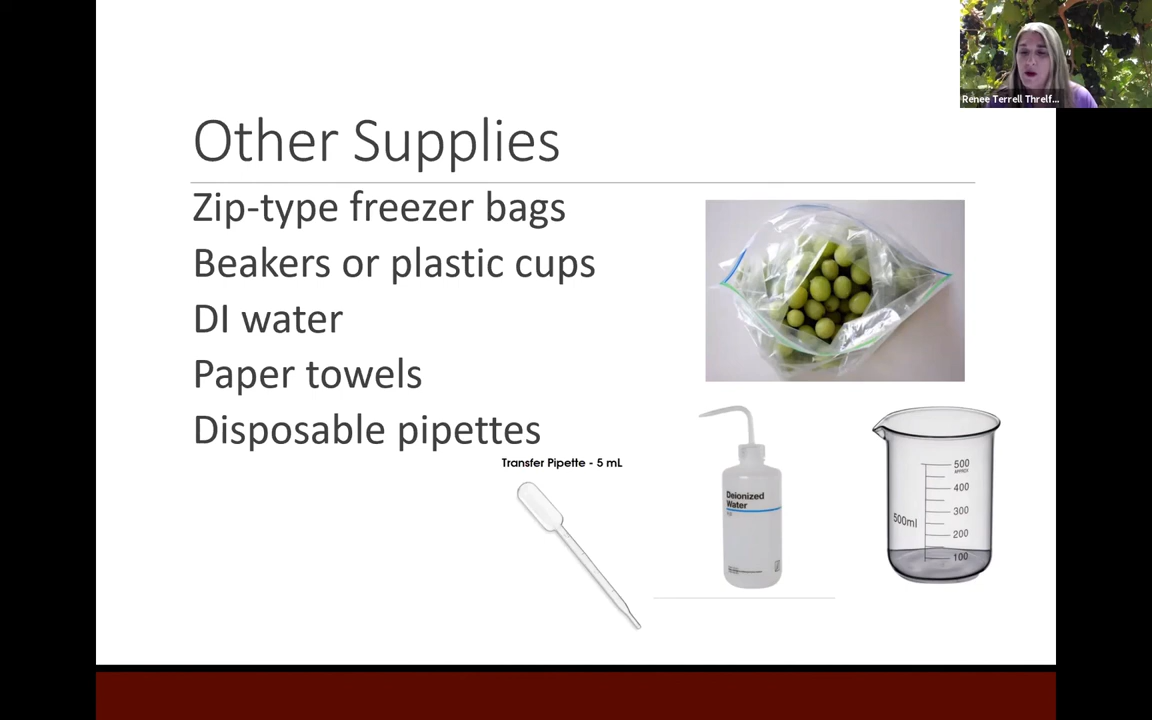 Renee Terrell Threlf...
Other Supplies
Zip-type freezer bags
Beakers or plastic cups
DI water
Paper towels
Disposable pipettes
Transfer Pipette - 5 mL
Deionized
Water
500
APPROX
400
300
500ml
200
100